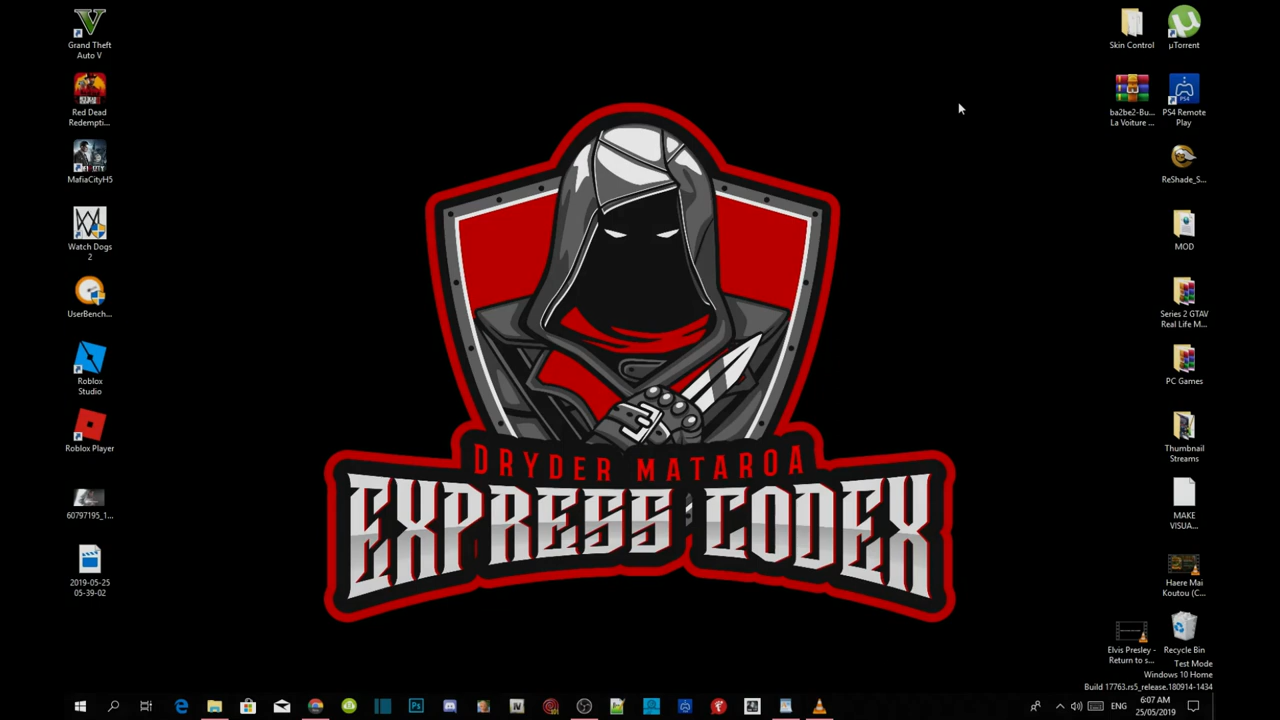 Grand Theft
Auto V
Red Dead
Redempti...
MafiaCityH5
Watch Dogs
2
UserBench...
Roblox
Studio
Roblox Player
60797195_1...
2019-05-25
05-39-02
DRYDER MATAROA
EXPRESS CODEX
Skin Control
µTorrent
ba2be2-Bu...
La Voiture ...
PS4 Remote
Play
ReShade_S...
MOD
Series 2 GTAV
Real Life M...
PC Games
Thumbnail
Streams
MAKE
VISUA...
Haere Mai
Koutou (C...
Elvis Presley -
Return to s...
Recycle Bin
Test Mode
Windows 10 Home
Build 17763.rs5_release.180914-1434
Ps
IV
ENG
6:07 AM
25/05/2019